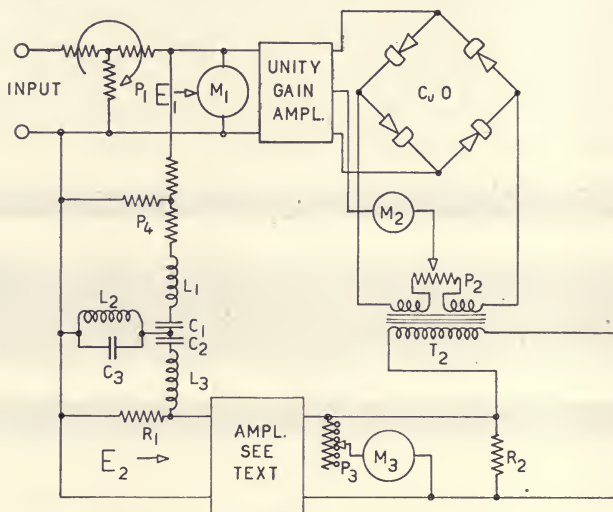 INPUT
P1
E1
M1
UNITY
GAIN
AMPL.
CuO
M2
P4
P2
L1
L2
C1
C2
C3
T2
L3
R1
E2
AMPL.
SEE
TEXT
P3
M3
R2